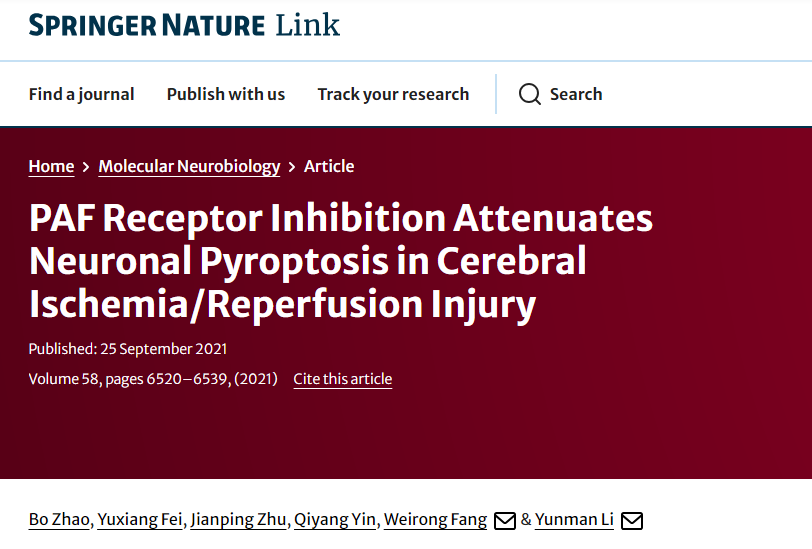 SPRINGER NATURE Link
Find a journal Publish with us Track your research Search
Home > Molecular Neurobiology > Article
PAF Receptor Inhibition Attenuates
Neuronal Pyroptosis in Cerebral
Ischemia/Reperfusion Injury
Published: 25 September 2021
Volume 58, pages 6520–6539, (2021) Cite this article
Bo Zhao, Yuxiang Fei, Jianping Zhu, Qiyang Yin, Weirong Fang & Yunman Li